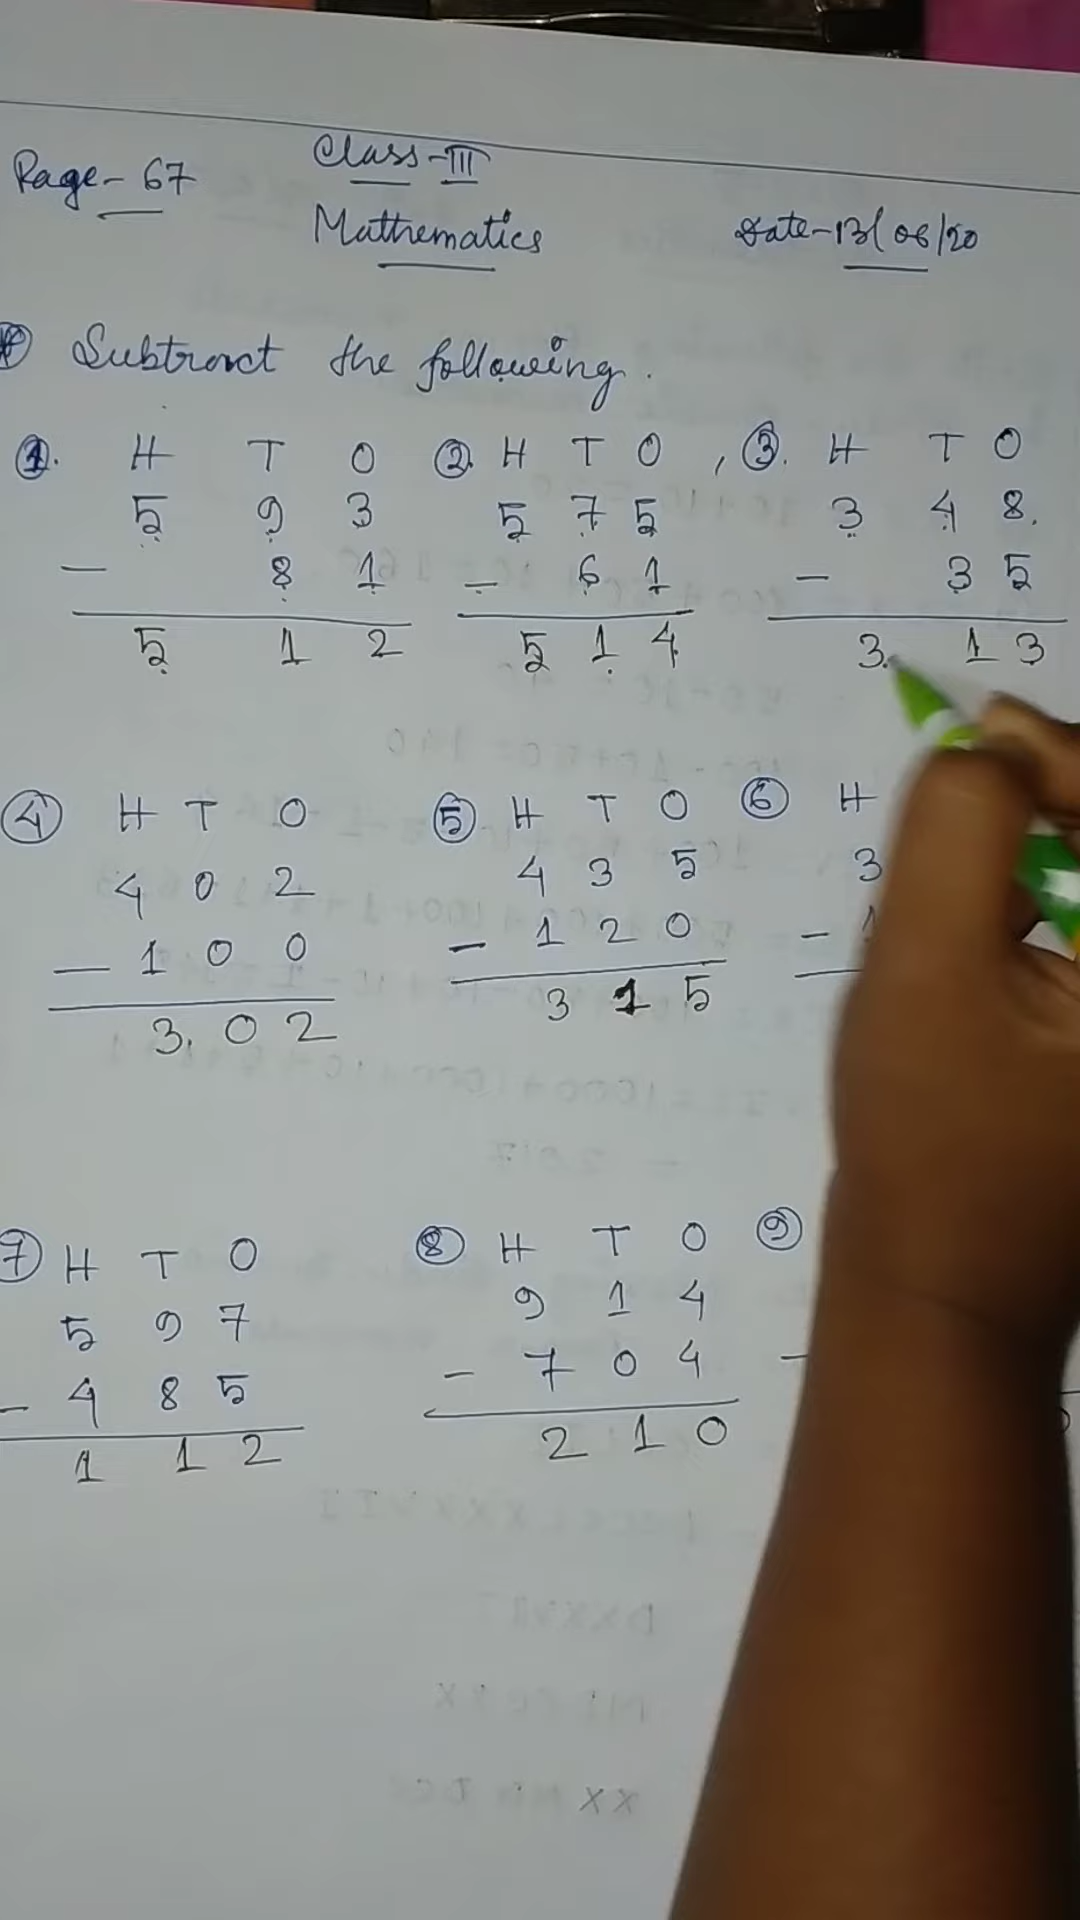 Page - 67 Class - III
Mathematics Date - 13/06/20
Subtract the following.
1. H T O 2. H T O , 3. H T O
5 9 3 5 7 5 3 4 8.
- 8 1 - 6 1 - 3 5
5 1 2 5 1 4 3. 1 3
4 H T O 5 H T O 6 H
4 0 2 4 3 5 3
- 1 0 0 - 1 2 0 - 1
3. 0 2 3 1 5
7 H T O 8 H T O 9
5 9 7 9 1 4
- 4 8 5 - 7 0 4 -
1 1 2 2 1 0